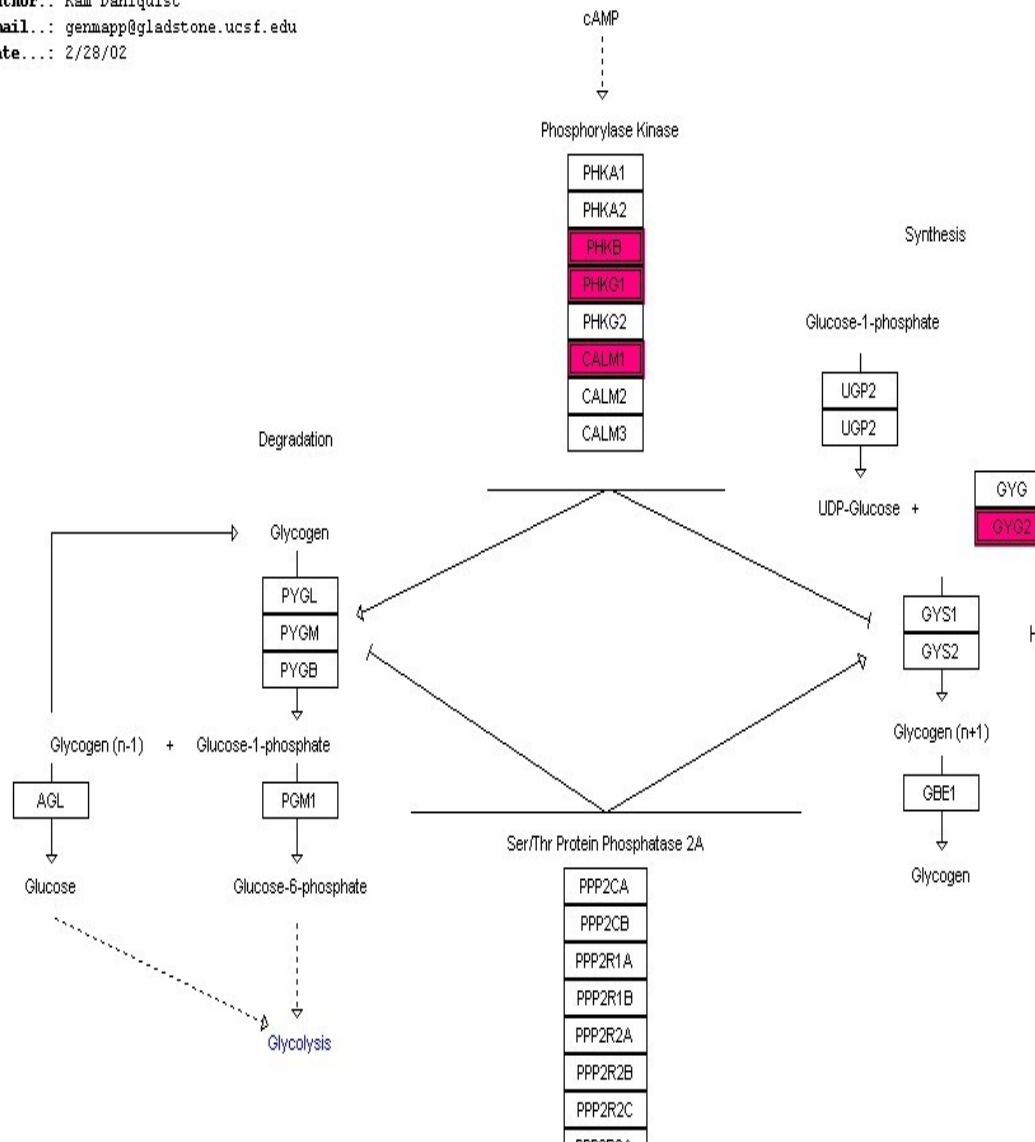 genmapp@gladstone.ucsf.edu
2/28/02
cAMP
Phosphorylase Kinase
PHKA1
PHKA2
PHKB
PHKG1
PHKG2
CALM1
CALM2
CALM3
Synthesis
Glucose-1-phosphate
UGP2
UGP2
UDP-Glucose +
GYG
GYG2
GYS1
GYS2
Glycogen (n+1)
GBE1
Glycogen
Degradation
Glycogen
PYGL
PYGM
PYGB
Glycogen (n-1) + Glucose-1-phosphate
AGL
PGM1
Glucose
Glucose-6-phosphate
Glycolysis
Ser/Thr Protein Phosphatase 2A
PPP2CA
PPP2CB
PPP2R1A
PPP2R1B
PPP2R2A
PPP2R2B
PPP2R2C